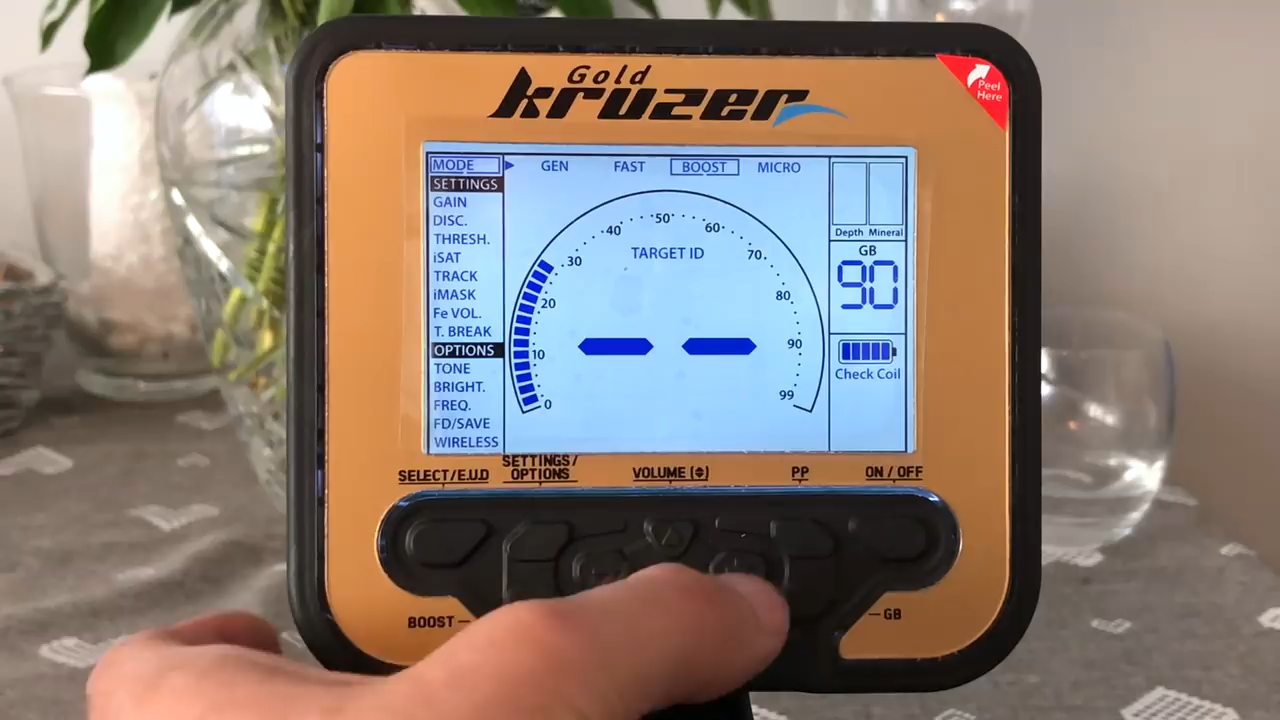 Gold
kruzer
Peel
Here
MODE GEN FAST BOOST MICRO
SETTINGS
GAIN
DISC.
THRESH.
iSAT
TRACK
iMASK
Fe VOL.
T. BREAK
OPTIONS
TONE
BRIGHT.
FREQ.
FD/SAVE
WIRELESS
0
10
20
30
40
50
60
70
80
90
99
TARGET ID
-- 
Depth Mineral
GB
90
Check Coil
SELECT/E.U.D
SETTINGS/
OPTIONS
VOLUME
PP
ON / OFF
BOOST
GB